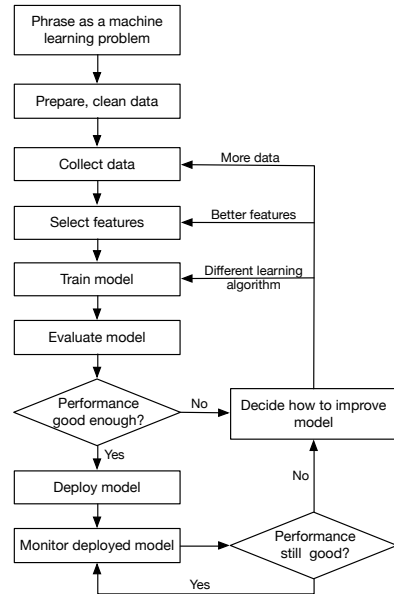 Phrase as a machine
learning problem
Prepare, clean data
Collect data
More data
Select features
Better features
Train model
Different learning
algorithm
Evaluate model
Performance
good enough?
No
Decide how to improve
model
Yes
No
Deploy model
Monitor deployed model
Performance
still good?
Yes